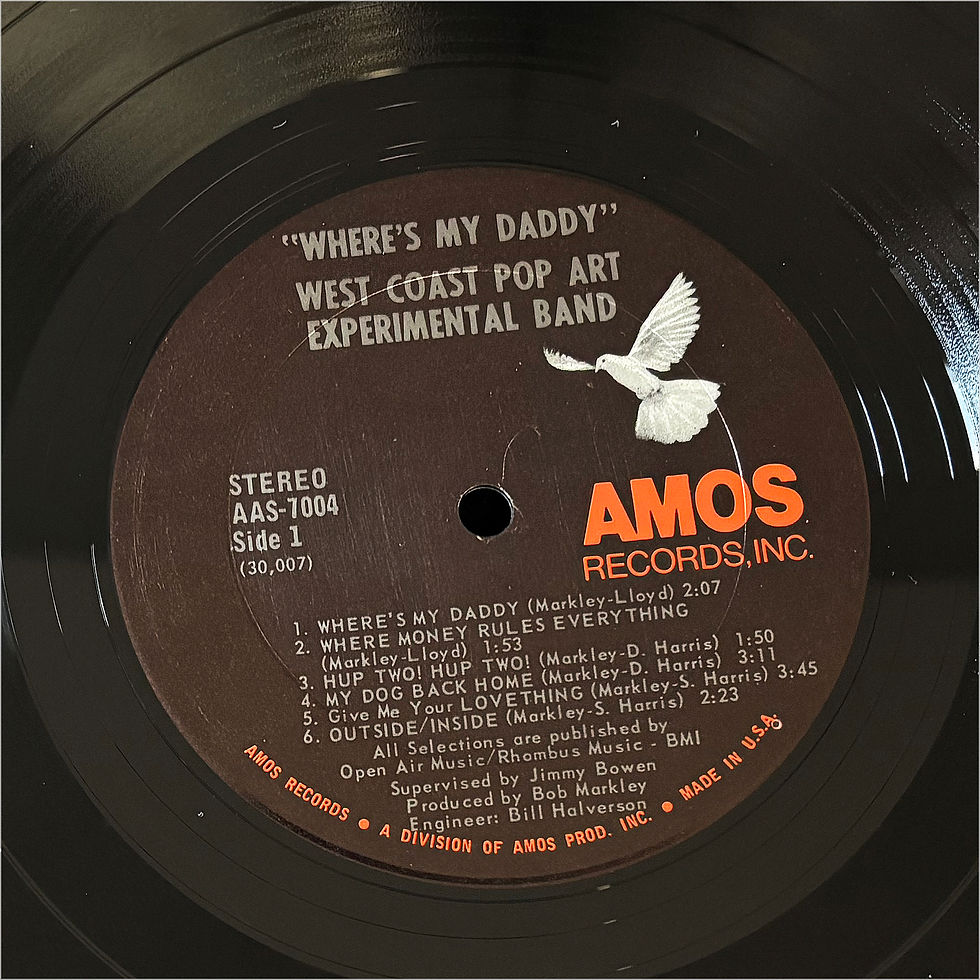 “WHERE'S MY DADDY”
WEST COAST POP ART
EXPERIMENTAL BAND
STEREO
AAS-7004
Side 1
(30,007)
AMOS
RECORDS, INC.
1. WHERE'S MY DADDY (Markley-Lloyd) 2:07
2. WHERE MONEY RULES EVERYTHING
(Markley-Lloyd) 1:53
3. HUP TWO! HUP TWO! (Markley-D. Harris) 1:50
4. MY DOG BACK HOME (Markley-D. Harris) 3:11
5. Give Me Your LOVETHING (Markley-S. Harris) 3:45
6. OUTSIDE/INSIDE (Markley-S. Harris) 2:23
All Selections are published by
Open Air Music/Rhombus Music - BMI
Supervised by Jimmy Bowen
Produced by Bob Markley
Engineer: Bill Halverson
AMOS RECORDS ● A DIVISION OF AMOS PROD. INC. ● MADE IN U.S.A.